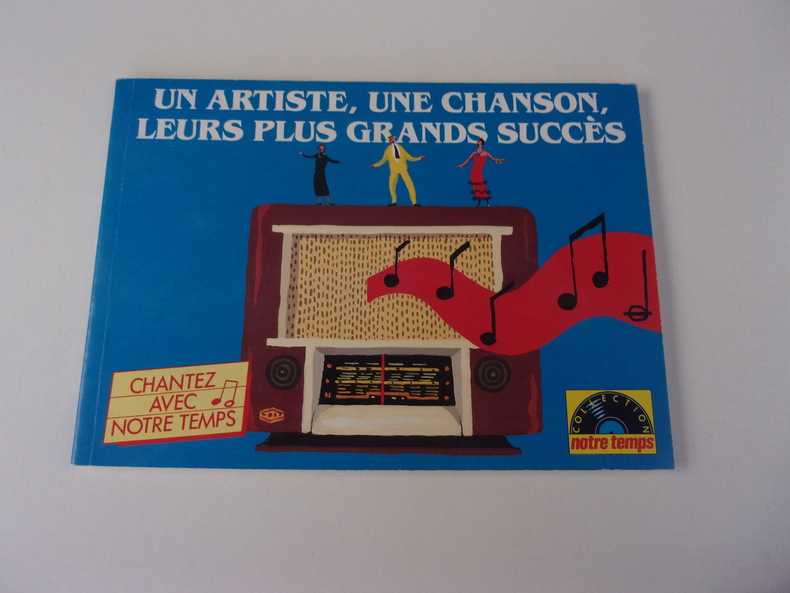 UN ARTISTE, UNE CHANSON,
LEURS PLUS GRANDS SUCCÈS
CHANTEZ
AVEC
NOTRE TEMPS
COLLECTION
notre temps